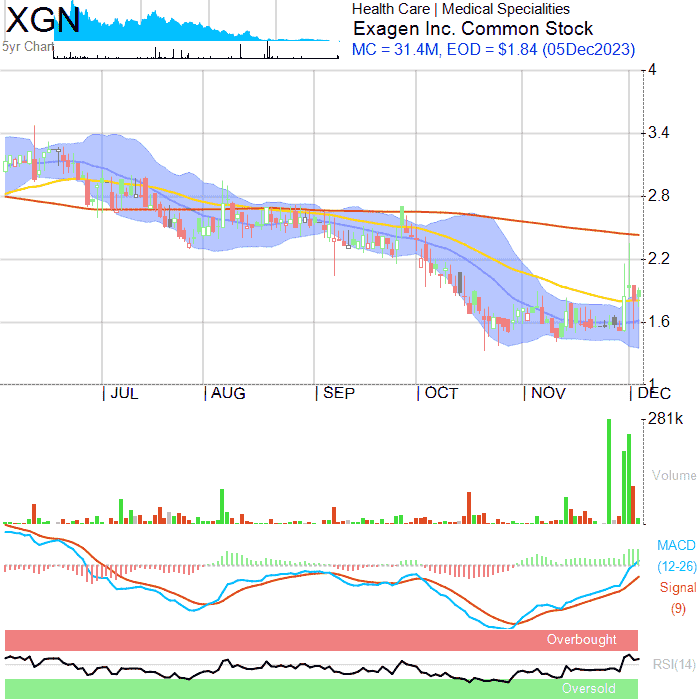 XGN
Health Care | Medical Specialities
Exagen Inc. Common Stock
5yr Chart
MC = 31.4M, EOD = $1.84 (05Dec2023)
4
3.4
2.8
2.2
1.6
1
JUL AUG SEP OCT NOV DEC
281k
Volume
MACD
(12-26)
Signal
(9)
Overbought
RSI(14)
Oversold